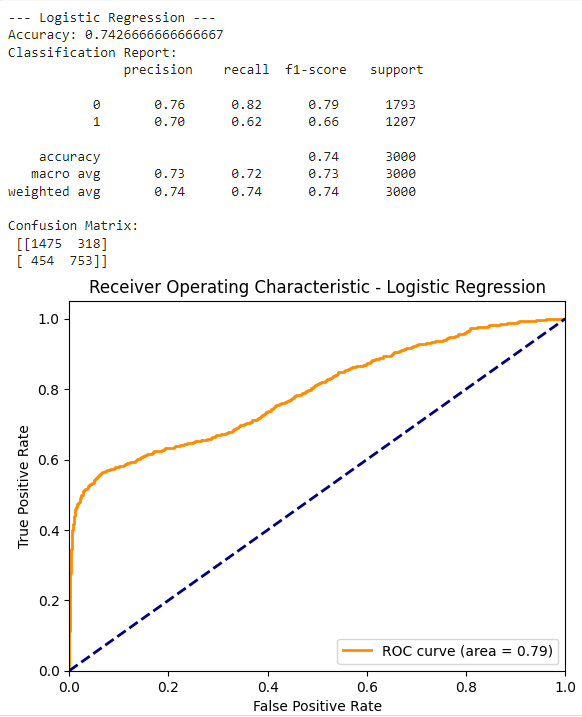 --- Logistic Regression ---
Accuracy: 0.7426666666666667
Classification Report:
              precision    recall  f1-score   support

           0       0.76      0.82      0.79      1793
           1       0.70      0.62      0.66      1207

    accuracy                           0.74      3000
   macro avg       0.73      0.72      0.73      3000
weighted avg       0.74      0.74      0.74      3000

Confusion Matrix:
 [[1475  318]
 [ 454  753]]
Receiver Operating Characteristic - Logistic Regression
1.0
0.8
0.6
0.4
0.2
0.0
True Positive Rate
ROC curve (area = 0.79)
0.0 0.2 0.4 0.6 0.8 1.0
False Positive Rate